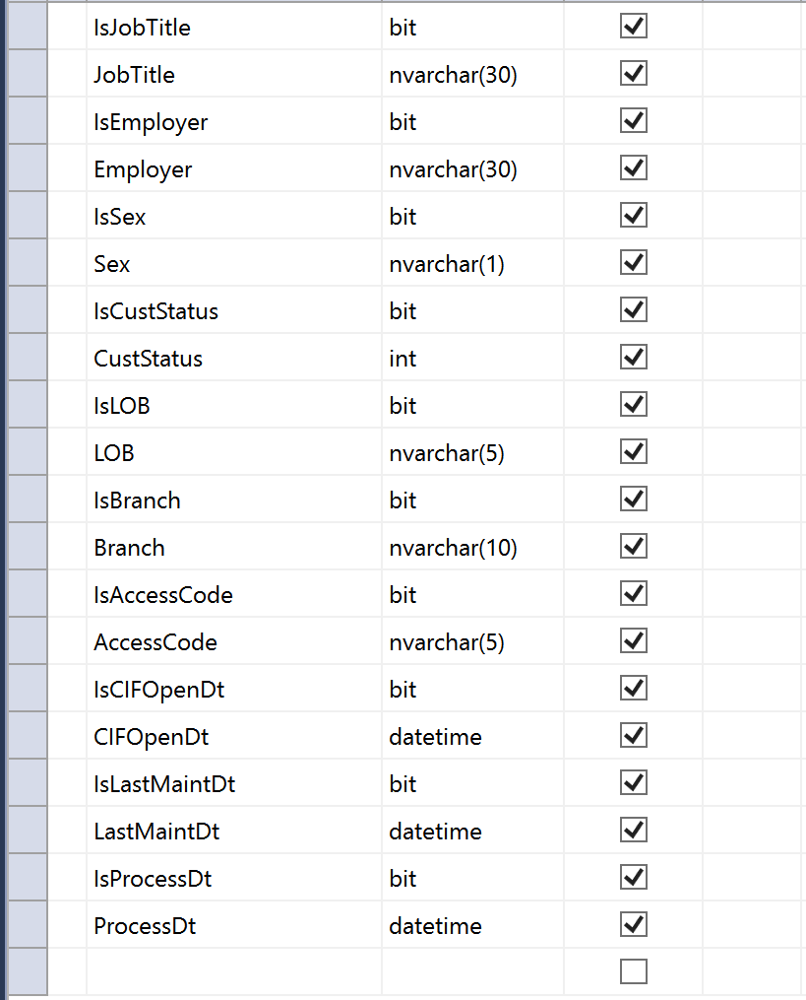 IsJobTitle bit
JobTitle nvarchar(30)
IsEmployer bit
Employer nvarchar(30)
IsSex bit
Sex nvarchar(1)
IsCustStatus bit
CustStatus int
IsLOB bit
LOB nvarchar(5)
IsBranch bit
Branch nvarchar(10)
IsAccessCode bit
AccessCode nvarchar(5)
IsCIFOpenDt bit
CIFOpenDt datetime
IsLastMaintDt bit
LastMaintDt datetime
IsProcessDt bit
ProcessDt datetime